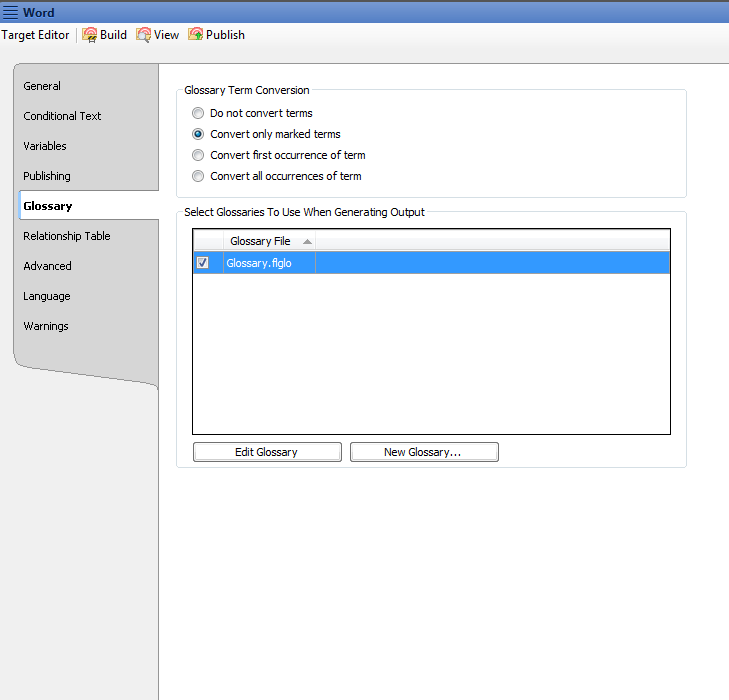 Word
Target Editor Build View Publish
General
Conditional Text
Variables
Publishing
Glossary
Relationship Table
Advanced
Language
Warnings
Glossary Term Conversion
Do not convert terms
Convert only marked terms
Convert first occurrence of term
Convert all occurrences of term
Select Glossaries To Use When Generating Output
Glossary File
Glossary.flglo
Edit Glossary New Glossary...